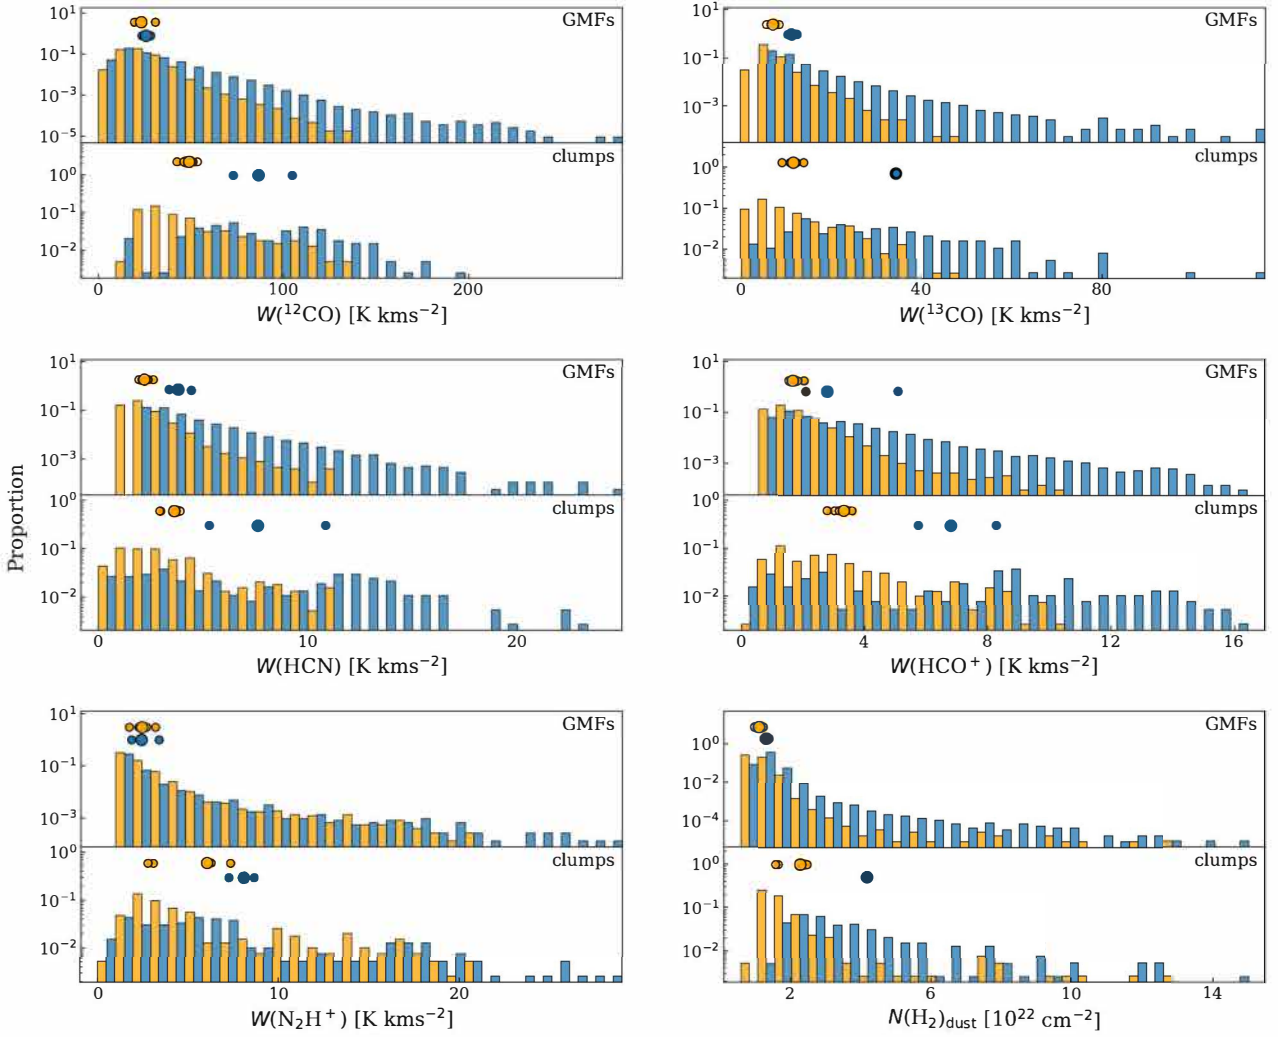 10¹ GMFs
10⁻¹
10⁻³
10⁻⁵
10⁰ clumps
10⁻¹
10⁻²
0 100 200
W(¹²CO) [K kms⁻²]
10¹ GMFs
10⁻¹
10⁻³
10⁰ clumps
10⁻¹
10⁻²
0 40 80
W(¹³CO) [K kms⁻²]
Proportion
10¹ GMFs
10⁻¹
10⁻³
10⁰ clumps
10⁻¹
10⁻²
0 10 20
W(HCN) [K kms⁻²]
10¹ GMFs
10⁻¹
10⁻³
10⁰ clumps
10⁻¹
10⁻²
0 4 8 12 16
W(HCO⁺) [K kms⁻²]
10¹ GMFs
10⁻¹
10⁻³
10⁰ clumps
10⁻¹
10⁻²
0 10 20
W(N₂H⁺) [K kms⁻²]
GMFs
10⁰
10⁻²
10⁻⁴
10⁰ clumps
10⁻¹
10⁻²
2 6 10 14
N(H₂)dust [10²² cm⁻²]